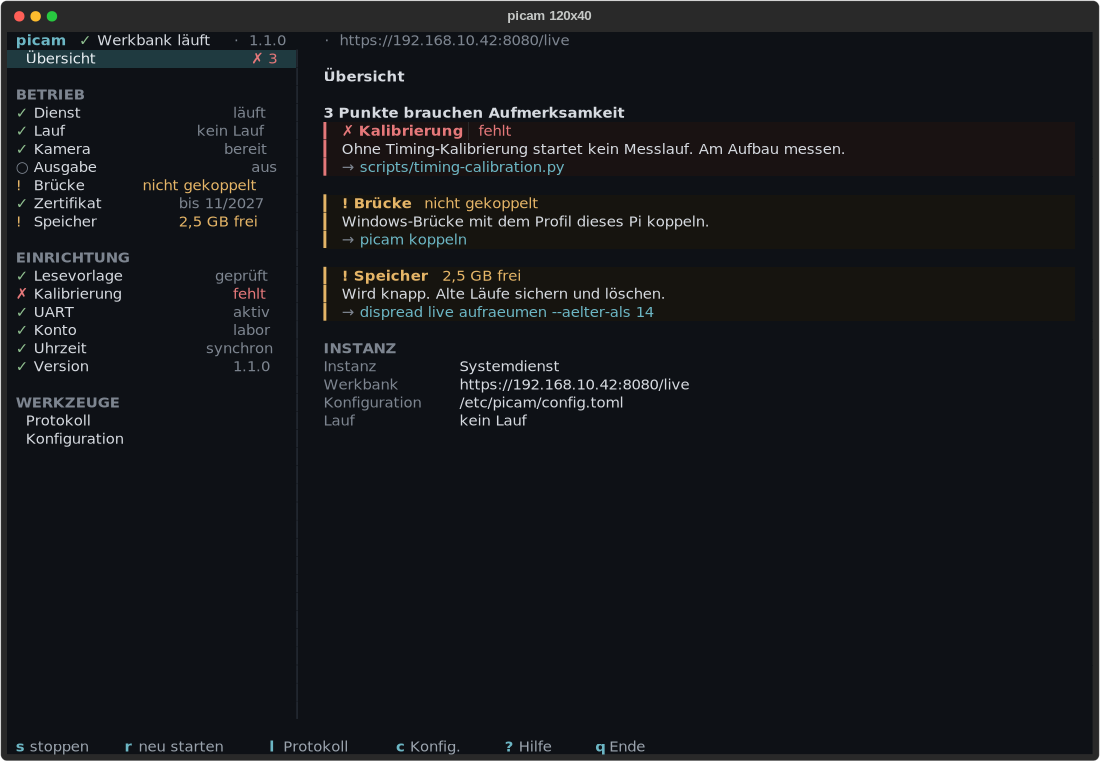 picam 120x40
picam ✓ Werkbank läuft · 1.1.0 · https://192.168.10.42:8080/live
Übersicht ✗ 3
BETRIEB
✓ Dienst läuft
✓ Lauf kein Lauf
✓ Kamera bereit
○ Ausgabe aus
! Brücke nicht gekoppelt
✓ Zertifikat bis 11/2027
! Speicher 2,5 GB frei
EINRICHTUNG
✓ Lesevorlage geprüft
✗ Kalibrierung fehlt
✓ UART aktiv
✓ Konto labor
✓ Uhrzeit synchron
✓ Version 1.1.0
WERKZEUGE
Protokoll
Konfiguration
Übersicht
3 Punkte brauchen Aufmerksamkeit
✗ Kalibrierung fehlt
Ohne Timing-Kalibrierung startet kein Messlauf. Am Aufbau messen.
→ scripts/timing-calibration.py
! Brücke nicht gekoppelt
Windows-Brücke mit dem Profil dieses Pi koppeln.
→ picam koppeln
! Speicher 2,5 GB frei
Wird knapp. Alte Läufe sichern und löschen.
→ dispread live aufraeumen --aelter-als 14
INSTANZ
Instanz Systemdienst
Werkbank https://192.168.10.42:8080/live
Konfiguration /etc/picam/config.toml
Lauf kein Lauf
s stoppen r neu starten l Protokoll c Konfig. ? Hilfe q Ende